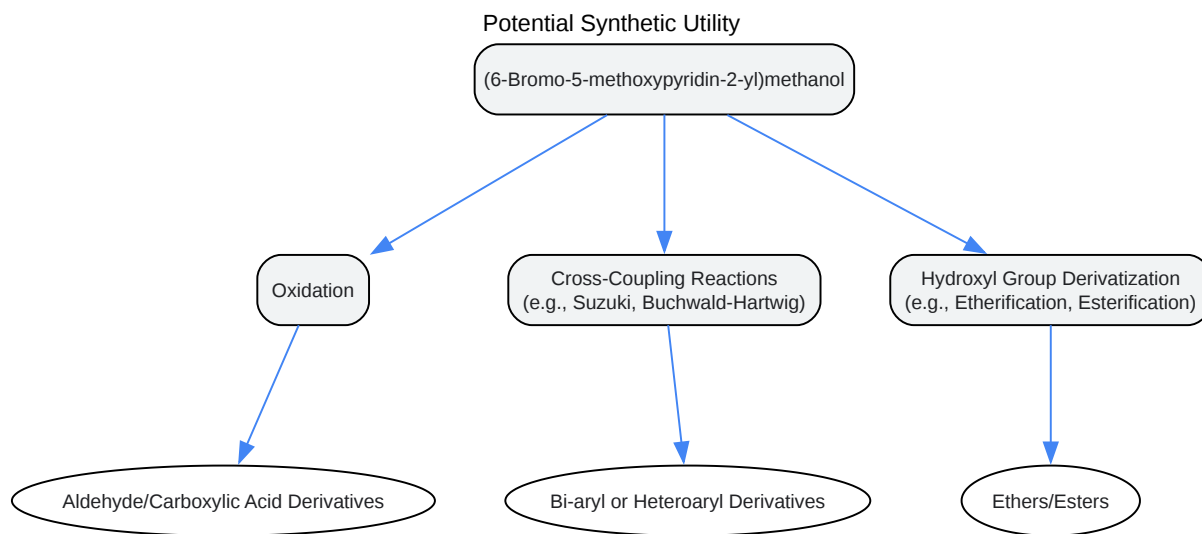 Potential Synthetic Utility
(6-Bromo-5-methoxypyridin-2-yl)methanol
Oxidation
Cross-Coupling Reactions
(e.g., Suzuki, Buchwald-Hartwig)
Hydroxyl Group Derivatization
(e.g., Etherification, Esterification)
Aldehyde/Carboxylic Acid Derivatives
Bi-aryl or Heteroaryl Derivatives
Ethers/Esters